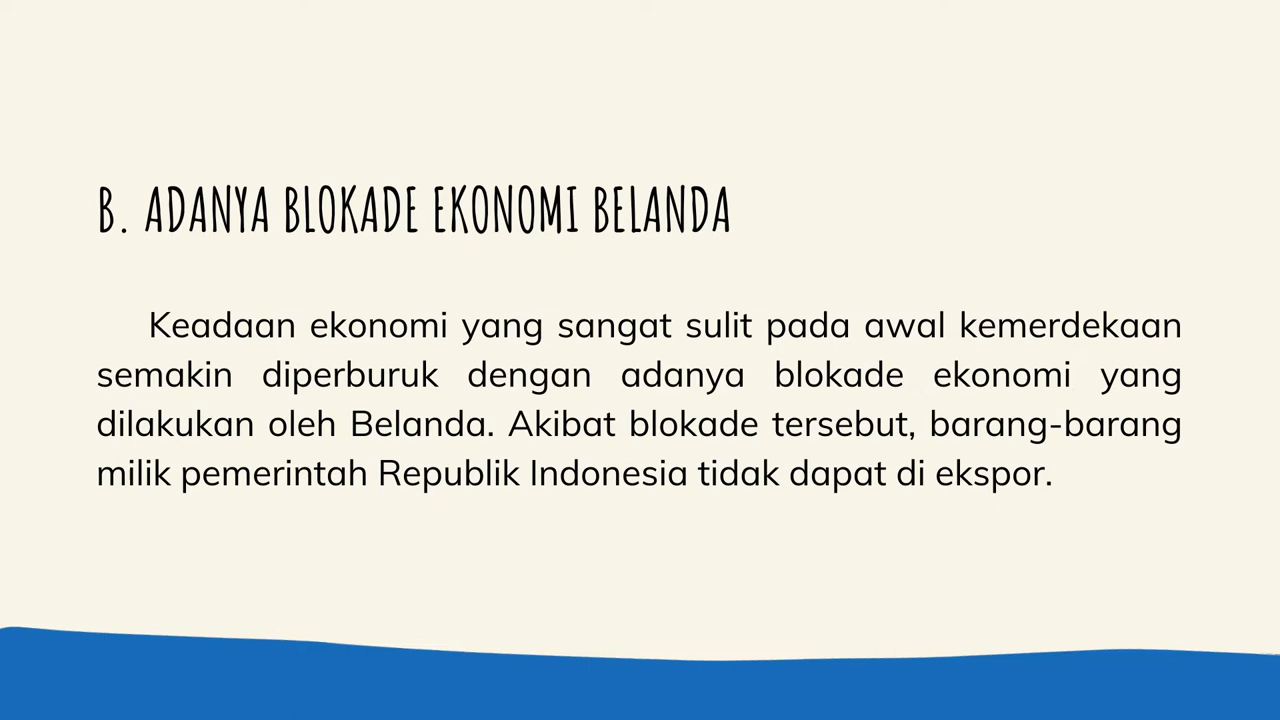 B. ADANYA BLOKADE EKONOMI BELANDA
Keadaan ekonomi yang sangat sulit pada awal kemerdekaan
semakin diperburuk dengan adanya blokade ekonomi yang
dilakukan oleh Belanda. Akibat blokade tersebut, barang-barang
milik pemerintah Republik Indonesia tidak dapat di ekspor.